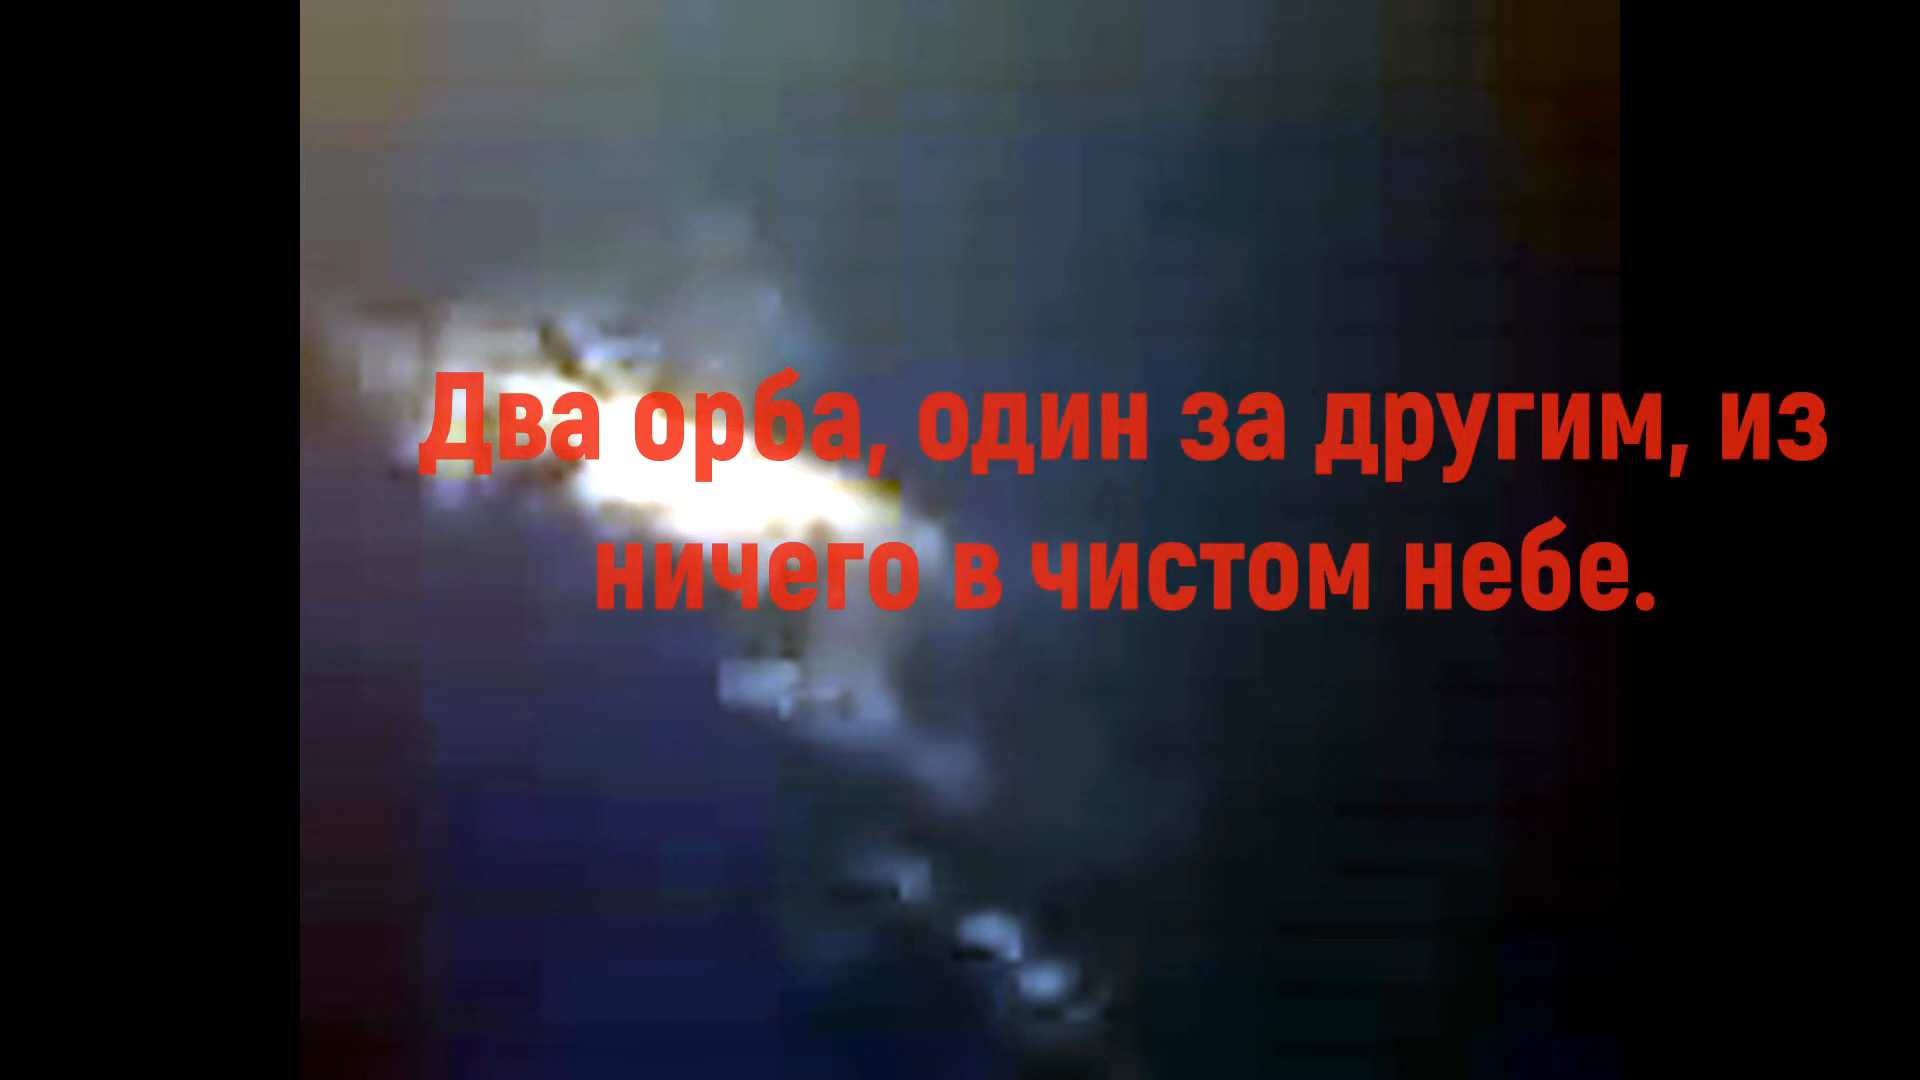 Два орба, один за другим, из
ничего в чистом небе.